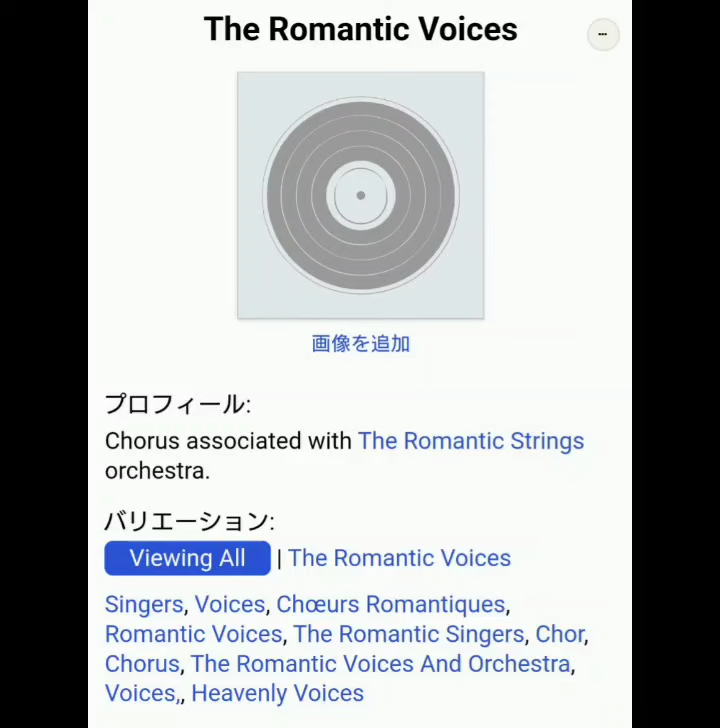 The Romantic Voices
...
画像を追加
プロフィール:
Chorus associated with The Romantic Strings
orchestra.
バリエーション:
Viewing All | The Romantic Voices
Singers, Voices, Chœurs Romantiques,
Romantic Voices, The Romantic Singers, Chor,
Chorus, The Romantic Voices And Orchestra,
Voices,, Heavenly Voices